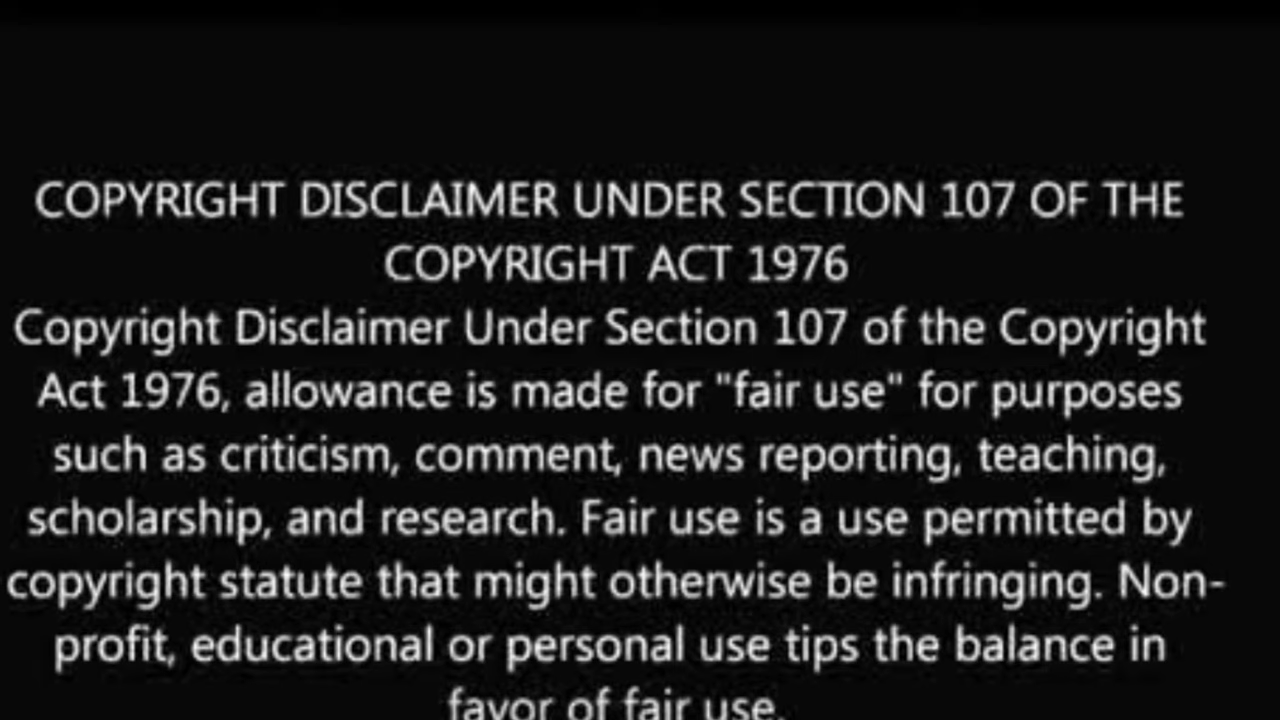 COPYRIGHT DISCLAIMER UNDER SECTION 107 OF THE
COPYRIGHT ACT 1976
Copyright Disclaimer Under Section 107 of the Copyright
Act 1976, allowance is made for "fair use" for purposes
such as criticism, comment, news reporting, teaching,
scholarship, and research. Fair use is a use permitted by
copyright statute that might otherwise be infringing. Non-
profit, educational or personal use tips the balance in
favor of fair use.